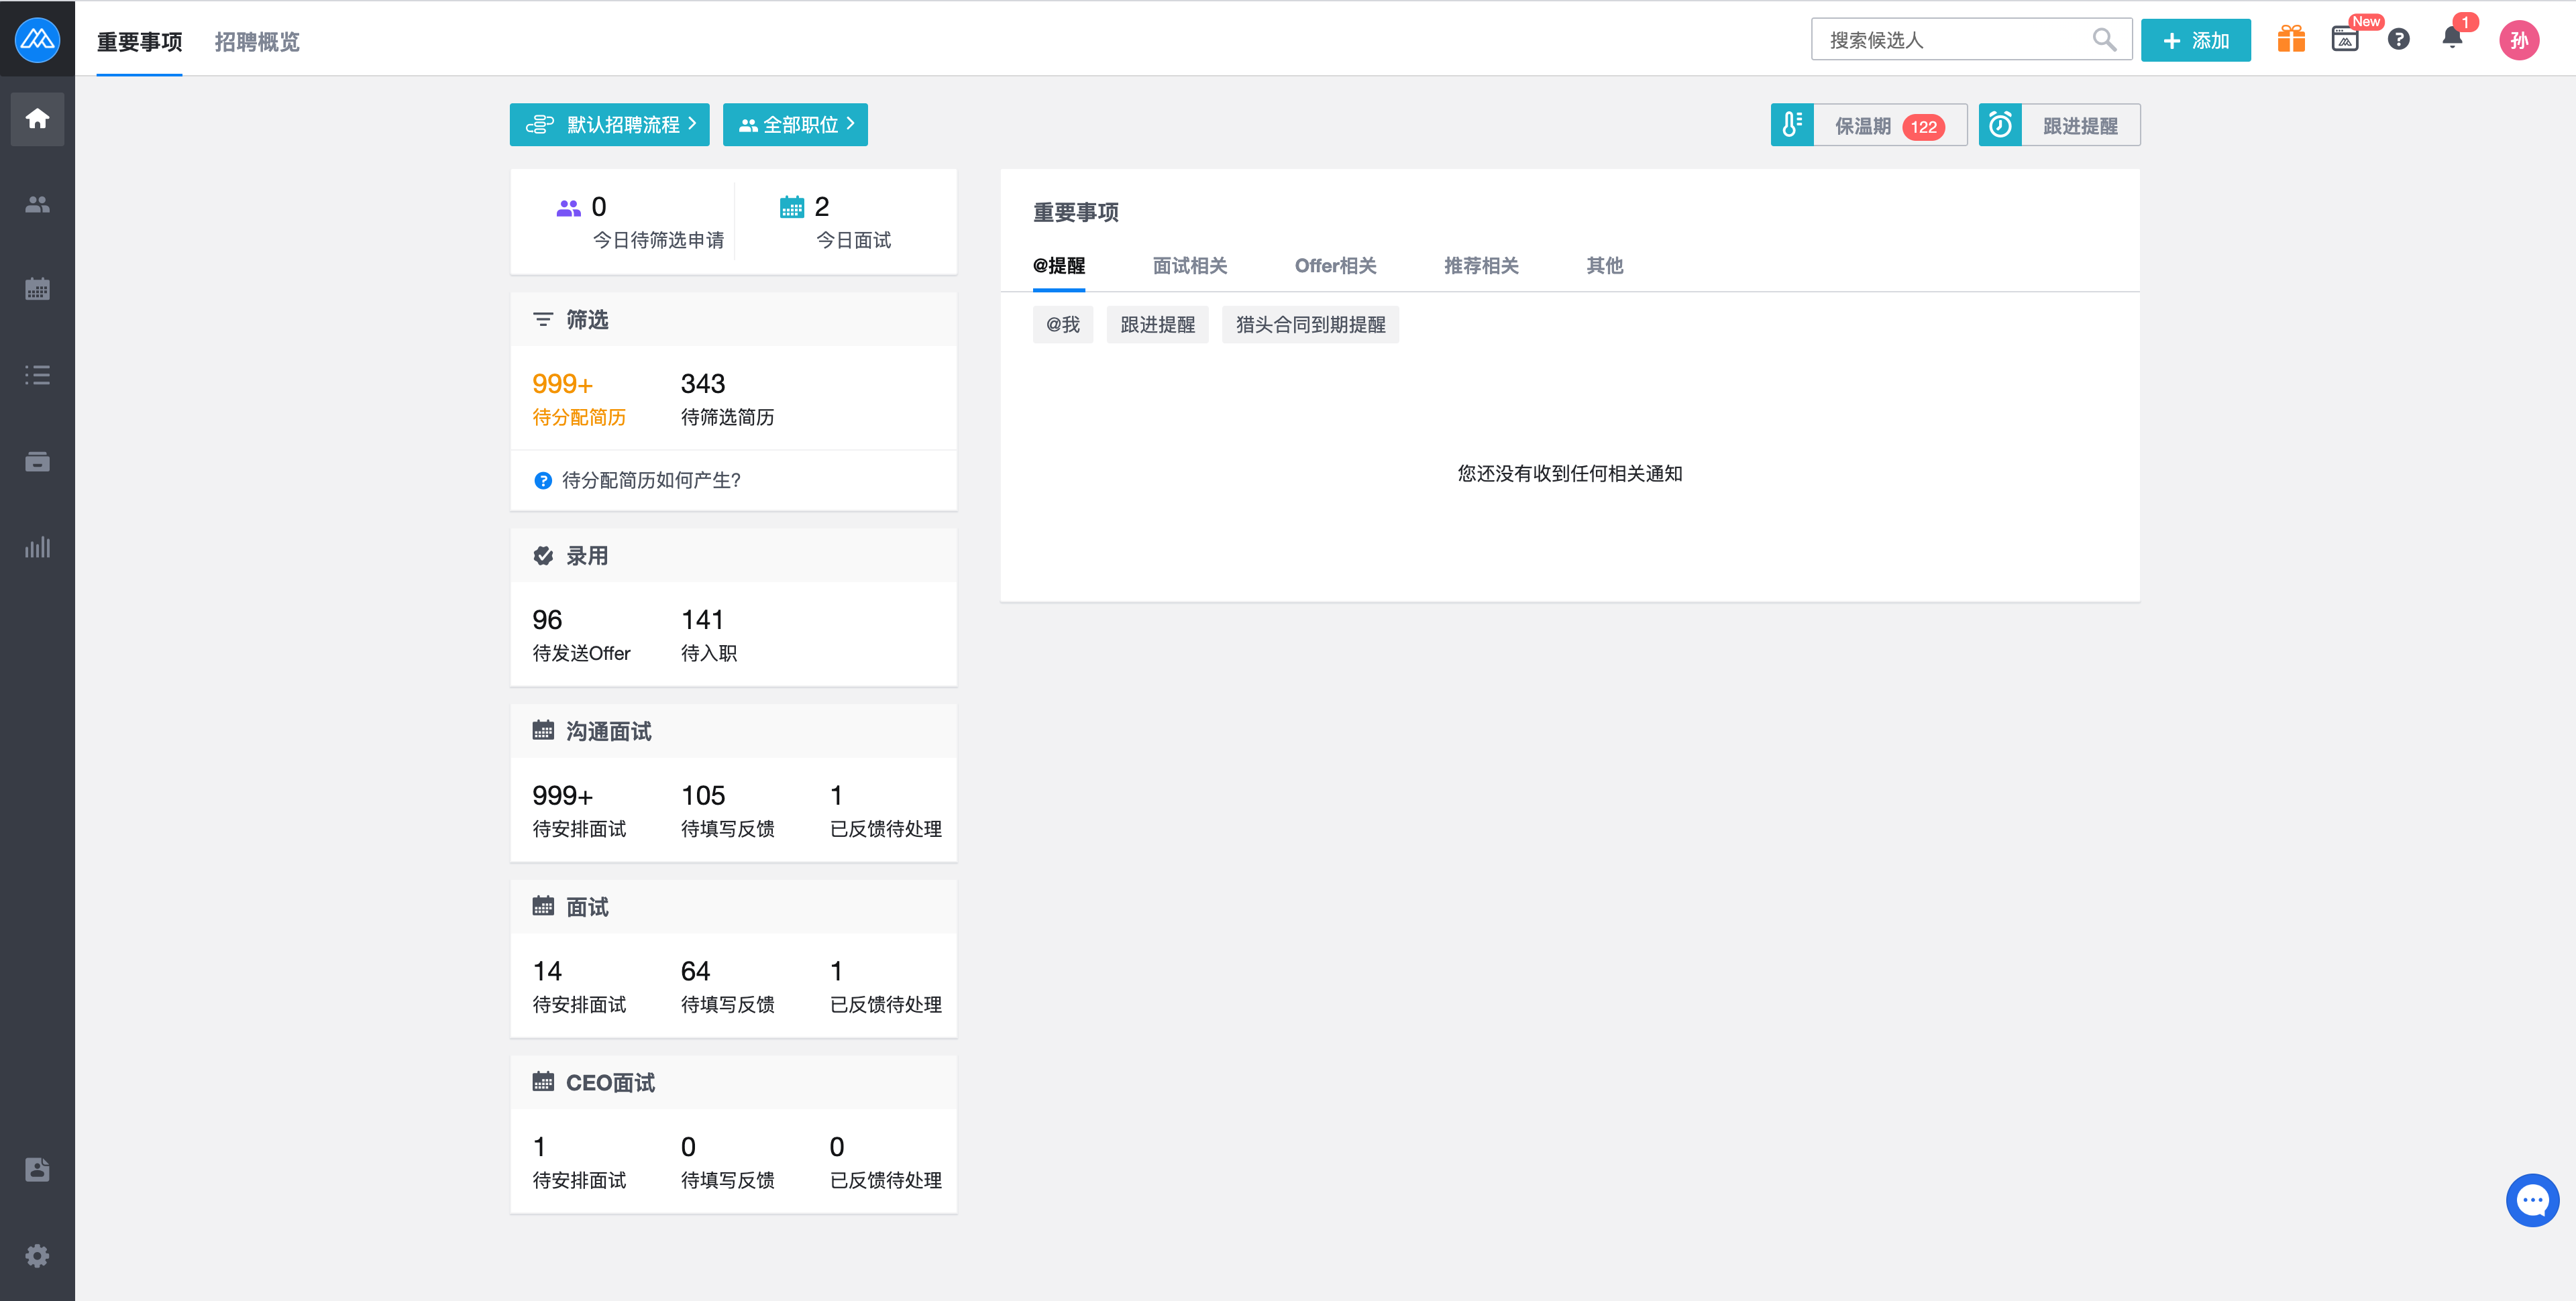 重要事项 招聘概览 搜索候选人 添加 New 1 孙
默认招聘流程 全部职位 保温期 122 跟进提醒
0 2
今日待筛选申请 今日面试
筛选
999+ 343
待分配简历 待筛选简历
待分配简历如何产生?
录用
96 141
待发送Offer 待入职
沟通面试
999+ 105 1
待安排面试 待填写反馈 已反馈待处理
面试
14 64 1
待安排面试 待填写反馈 已反馈待处理
CEO面试
1 0 0
待安排面试 待填写反馈 已反馈待处理
重要事项
@提醒 面试相关 Offer相关 推荐相关 其他
@我 跟进提醒 猎头合同到期提醒
您还没有收到任何相关通知